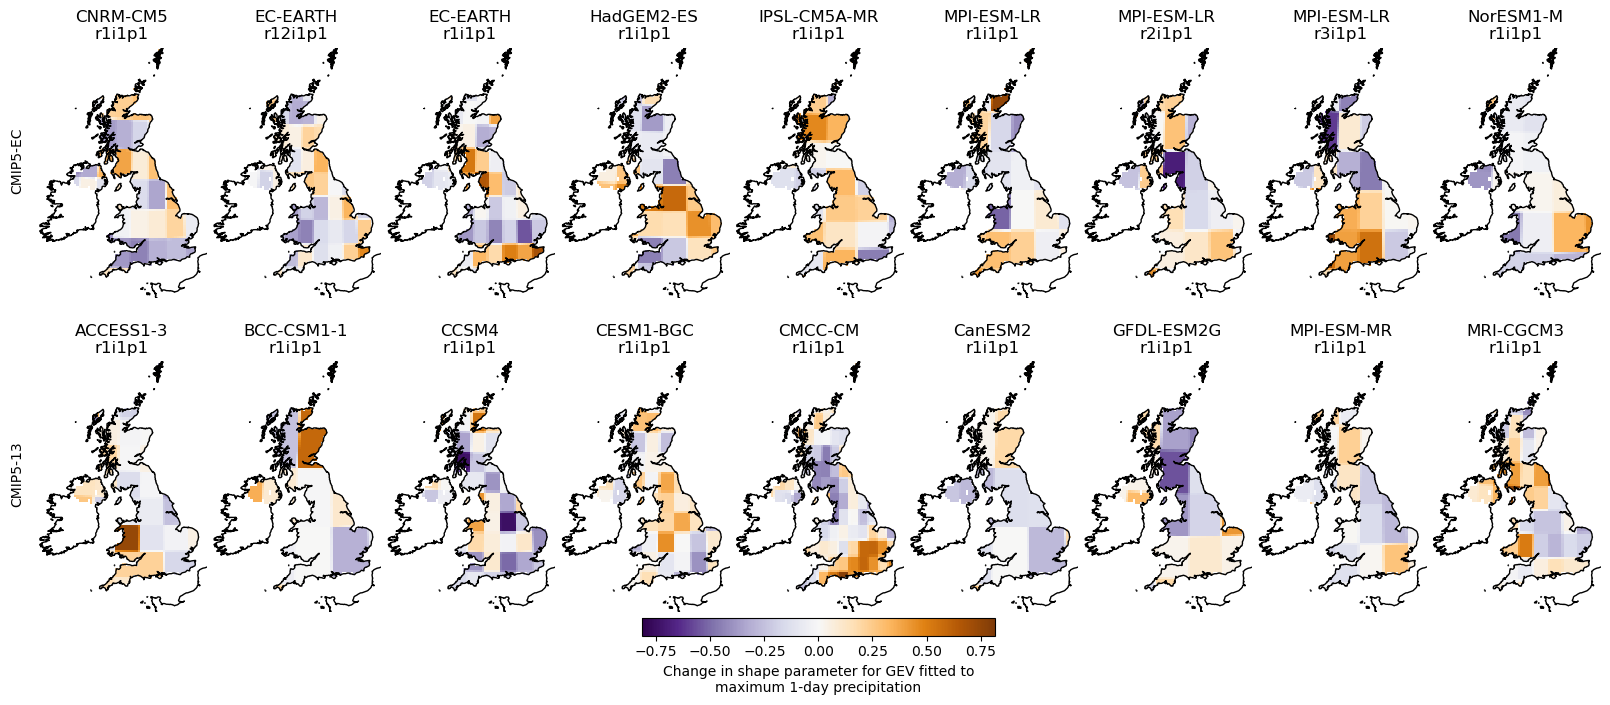 CNRM-CM5 EC-EARTH EC-EARTH HadGEM2-ES IPSL-CM5A-MR MPI-ESM-LR MPI-ESM-LR MPI-ESM-LR NorESM1-M
r1i1p1 r12i1p1 r1i1p1 r1i1p1 r1i1p1 r1i1p1 r2i1p1 r3i1p1 r1i1p1
CMIP5-EC
ACCESS1-3 BCC-CSM1-1 CCSM4 CESM1-BGC CMCC-CM CanESM2 GFDL-ESM2G MPI-ESM-MR MRI-CGCM3
r1i1p1 r1i1p1 r1i1p1 r1i1p1 r1i1p1 r1i1p1 r1i1p1 r1i1p1 r1i1p1
CMIP5-13
−0.75 −0.50 −0.25 0.00 0.25 0.50 0.75
Change in shape parameter for GEV fitted to
maximum 1-day precipitation